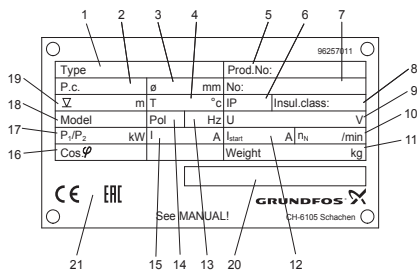 1 2 3 4 5 6 7
96257011
Type Prod.No:
P.c. ø mm No:
19 ∇ m T °c IP Insul.class: 8
18 Model Pol Hz U V 9
17 P1/P2 kW I A Istart A nN /min 10
16 Cos φ Weight kg 11
CE EAC GRUNDFOS X
See MANUAL! CH-6105 Schachen
21 15 14 13 20 12